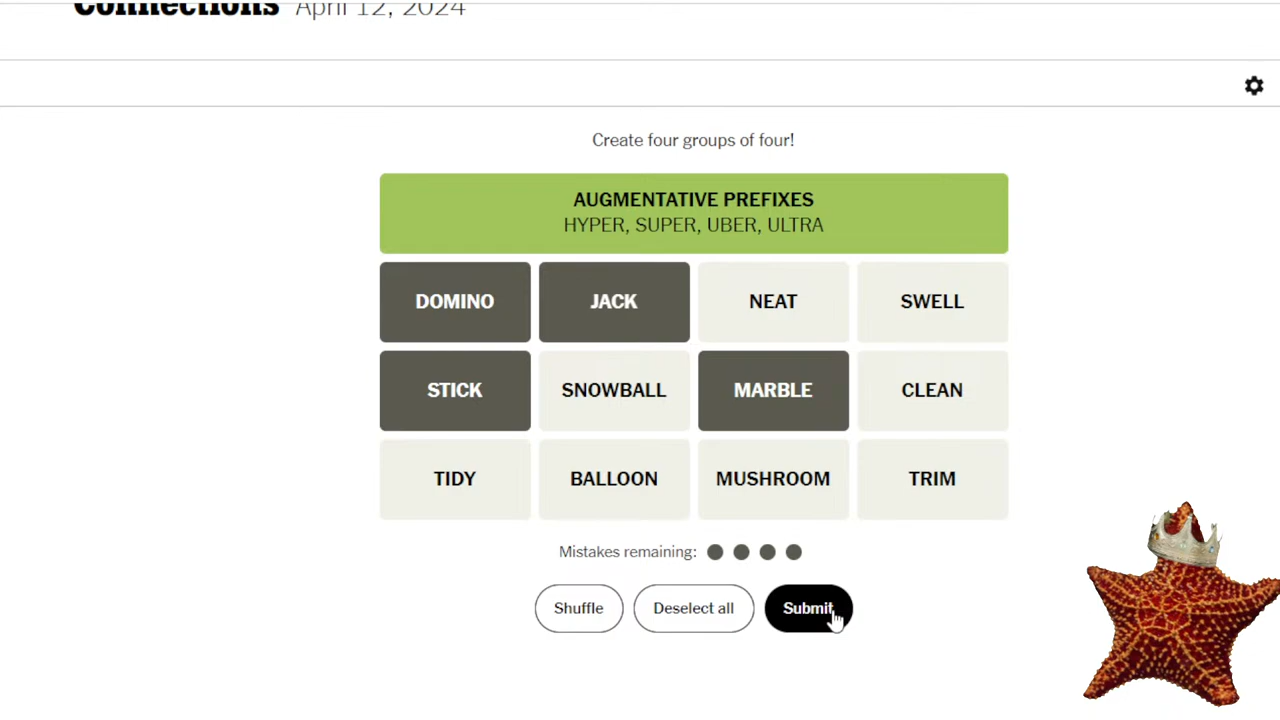 Connections April 12, 2024
Create four groups of four!
AUGMENTATIVE PREFIXES
HYPER, SUPER, UBER, ULTRA
DOMINO JACK NEAT SWELL
STICK SNOWBALL MARBLE CLEAN
TIDY BALLOON MUSHROOM TRIM
Mistakes remaining:
Shuffle Deselect all Submit